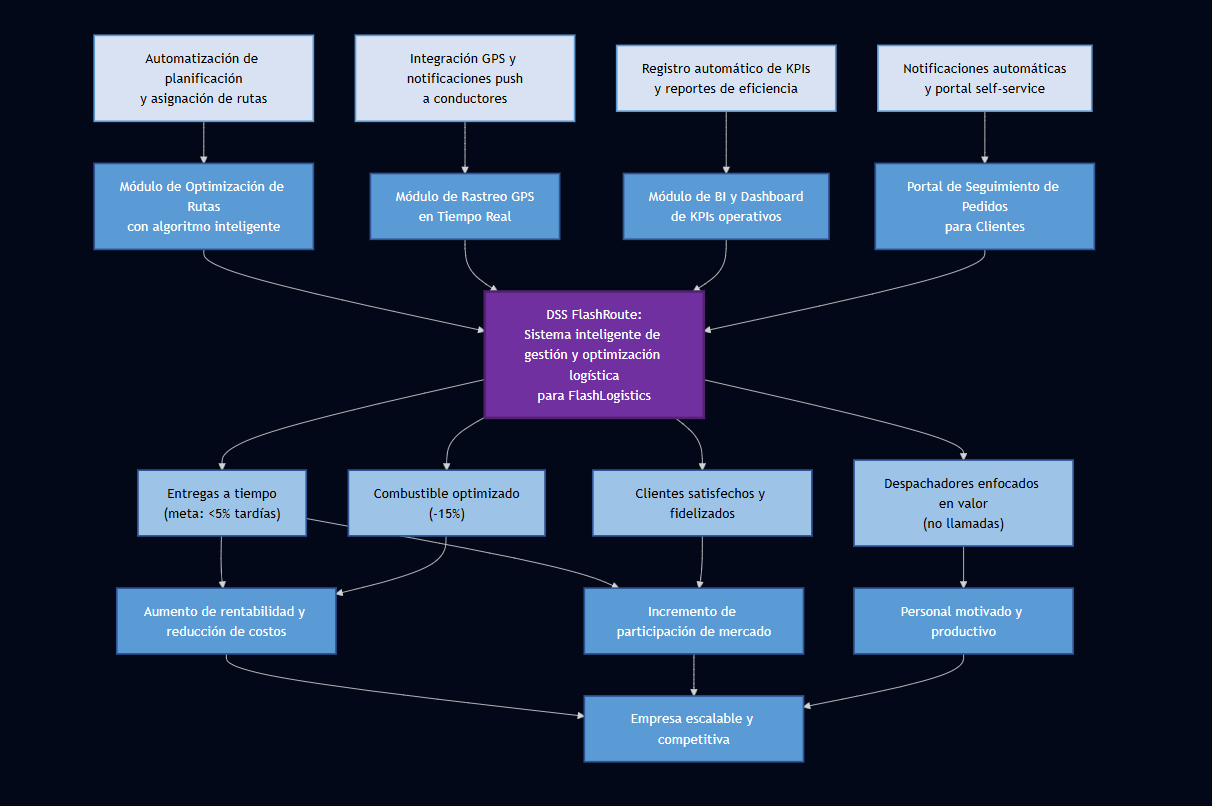 Automatización de
planificación
y asignación de rutas
Integración GPS y
notificaciones push
a conductores
Registro automático de KPIs
y reportes de eficiencia
Notificaciones automáticas
y portal self-service
Módulo de Optimización de
Rutas
con algoritmo inteligente
Módulo de Rastreo GPS
en Tiempo Real
Módulo de BI y Dashboard
de KPIs operativos
Portal de Seguimiento de
Pedidos
para Clientes
DSS FlashRoute:
Sistema inteligente de
gestión y optimización
logística
para FlashLogistics
Entregas a tiempo
(meta: <5% tardías)
Combustible optimizado
(-15%)
Clientes satisfechos y
fidelizados
Despachadores enfocados
en valor
(no llamadas)
Aumento de rentabilidad y
reducción de costos
Incremento de
participación de mercado
Personal motivado y
productivo
Empresa escalable y
competitiva